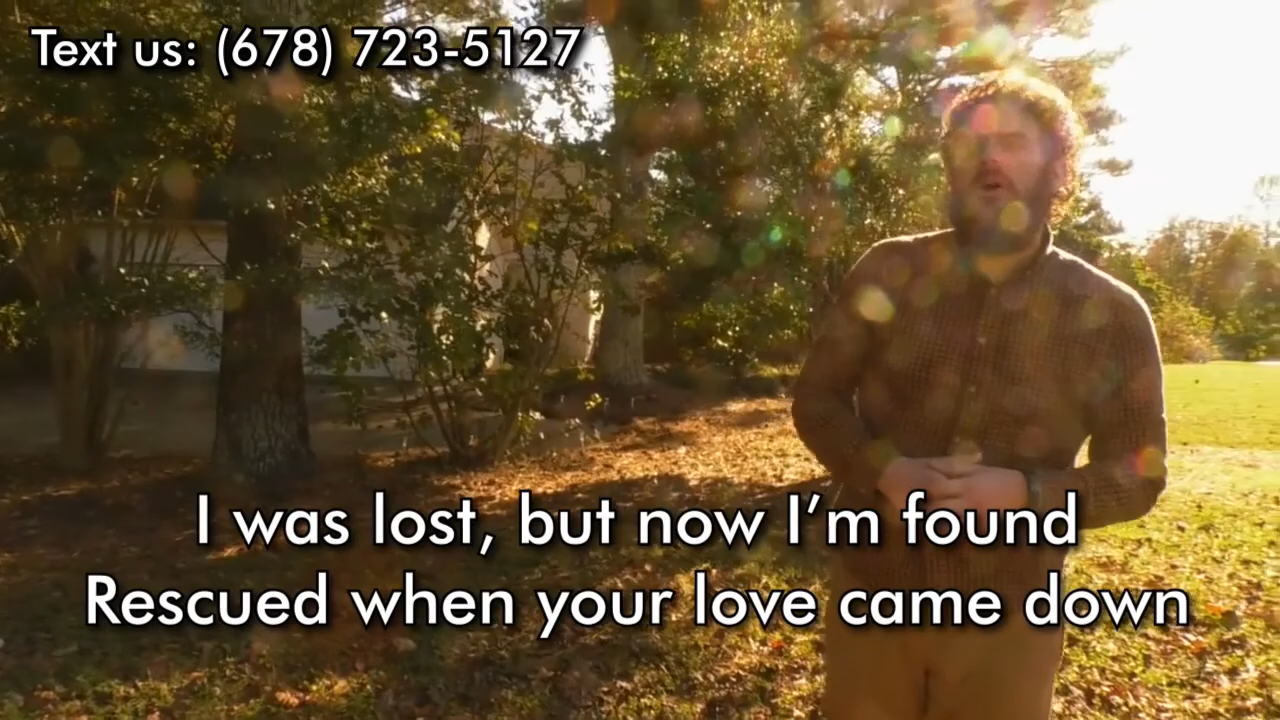 Text us: (678) 723-5127
I was lost, but now I’m found
Rescued when your love came down